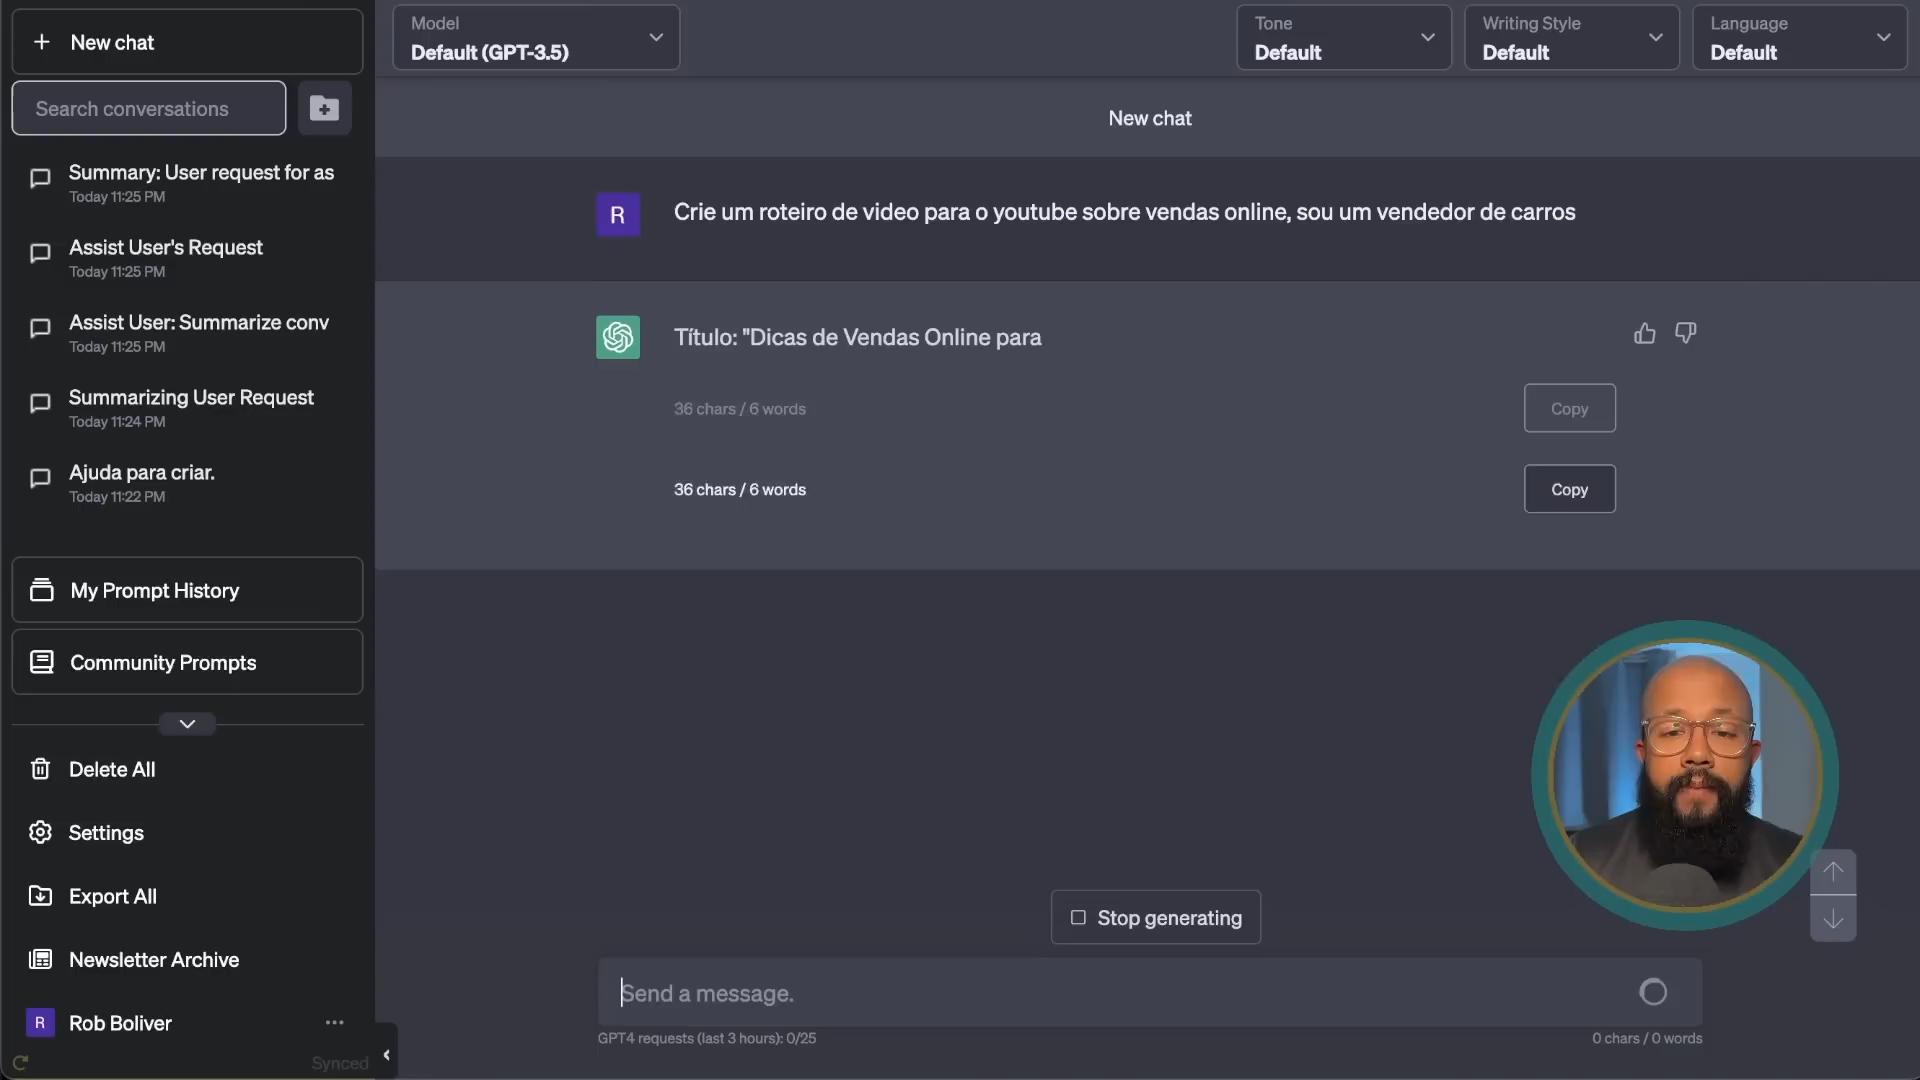 New chat
Search conversations
Summary: User request for as
Today 11:25 PM
Assist User's Request
Today 11:25 PM
Assist User: Summarize conv
Today 11:25 PM
Summarizing User Request
Today 11:24 PM
Ajuda para criar.
Today 11:22 PM
My Prompt History
Community Prompts
Delete All
Settings
Export All
Newsletter Archive
R
Rob Boliver
Synced
Model
Default (GPT-3.5)
Tone
Default
Writing Style
Default
Language
Default
New chat
R
Crie um roteiro de video para o youtube sobre vendas online, sou um vendedor de carros
Título: "Dicas de Vendas Online para
36 chars / 6 words
Copy
36 chars / 6 words
Copy
Stop generating
Send a message.
GPT4 requests (last 3 hours): 0/25
0 chars / 0 words